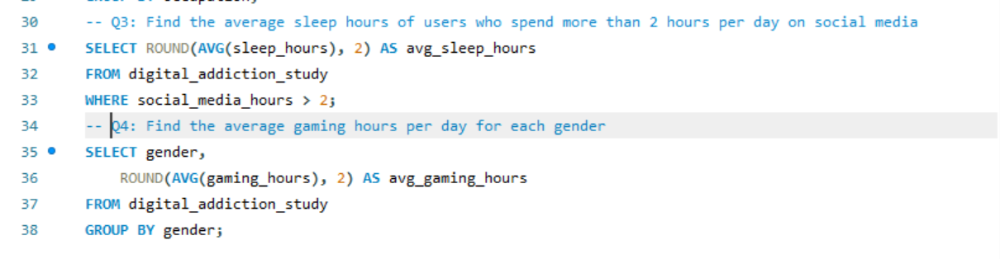 30 -- Q3: Find the average sleep hours of users who spend more than 2 hours per day on social media
31 SELECT ROUND(AVG(sleep_hours), 2) AS avg_sleep_hours
32 FROM digital_addiction_study
33 WHERE social_media_hours > 2;
34 -- Q4: Find the average gaming hours per day for each gender
35 SELECT gender,
36 ROUND(AVG(gaming_hours), 2) AS avg_gaming_hours
37 FROM digital_addiction_study
38 GROUP BY gender;